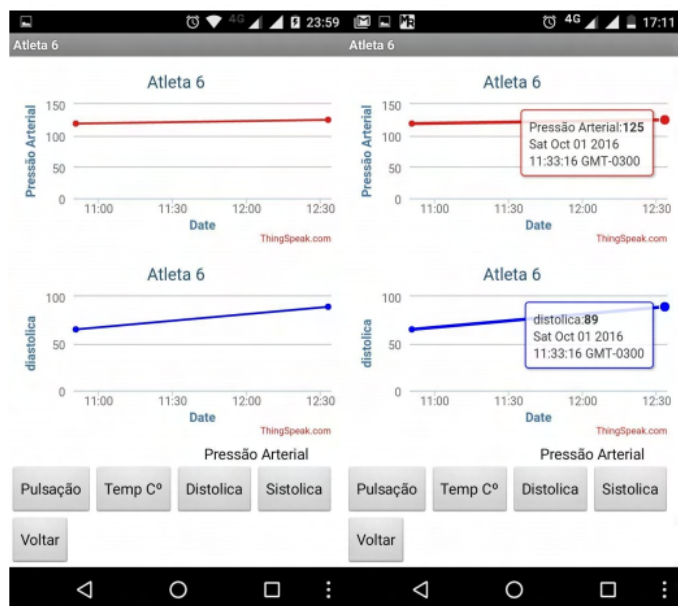 4G 23:59
Atleta 6
Atleta 6
150
100
50
0
Pressão Arterial
11:00 11:30 12:00 12:30
Date
ThingSpeak.com
Atleta 6
100
50
0
diastolica
11:00 11:30 12:00 12:30
Date
ThingSpeak.com
Pressão Arterial
Pulsação Temp Cº Distolica Sistolica
Voltar
4G 17:11
Atleta 6
Atleta 6
150
100
50
0
Pressão Arterial
Pressão Arterial:125
Sat Oct 01 2016
11:33:16 GMT-0300
11:00 11:30 12:00 12:30
Date
ThingSpeak.com
Atleta 6
100
50
0
distolica
distolica:89
Sat Oct 01 2016
11:33:16 GMT-0300
11:00 11:30 12:00 12:30
Date
ThingSpeak.com
Pressão Arterial
Pulsação Temp Cº Distolica Sistolica
Voltar